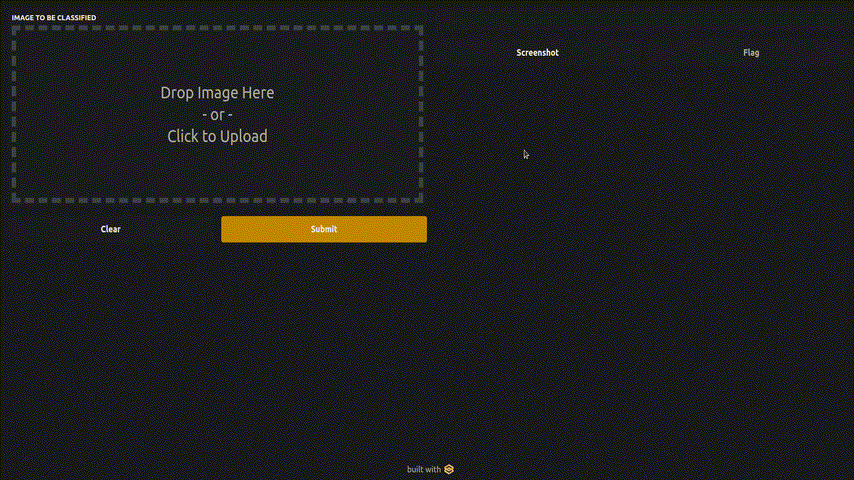 IMAGE TO BE CLASSIFIED
Drop Image Here
- or -
Click to Upload
Clear
Submit
Screenshot
Flag
built with